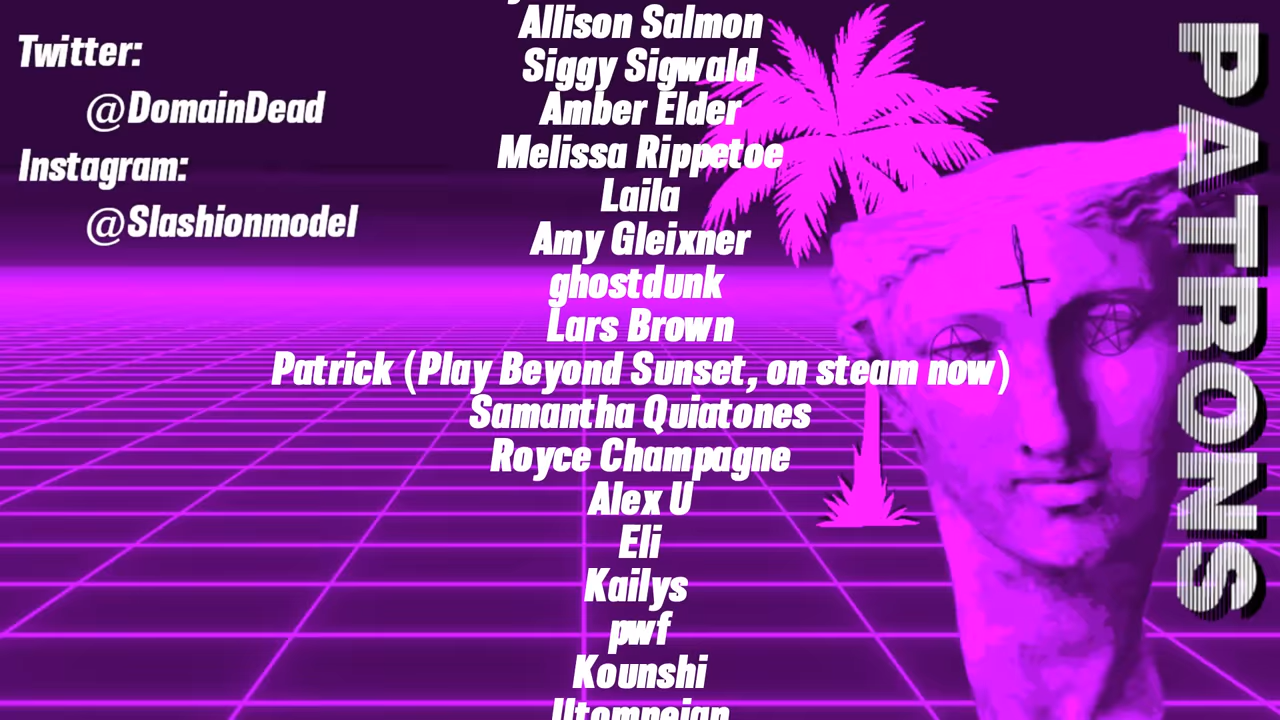 Twitter:
@DomainDead
Instagram:
@Slashionmodel
Allison Salmon
Siggy Sigwald
Amber Elder
Melissa Rippetoe
Laila
Amy Gleixner
ghostdunk
Lars Brown
Patrick (Play Beyond Sunset, on steam now)
Samantha Quiatones
Royce Champagne
Alex U
Eli
Kailys
pwf
Kounshi
PATRONS